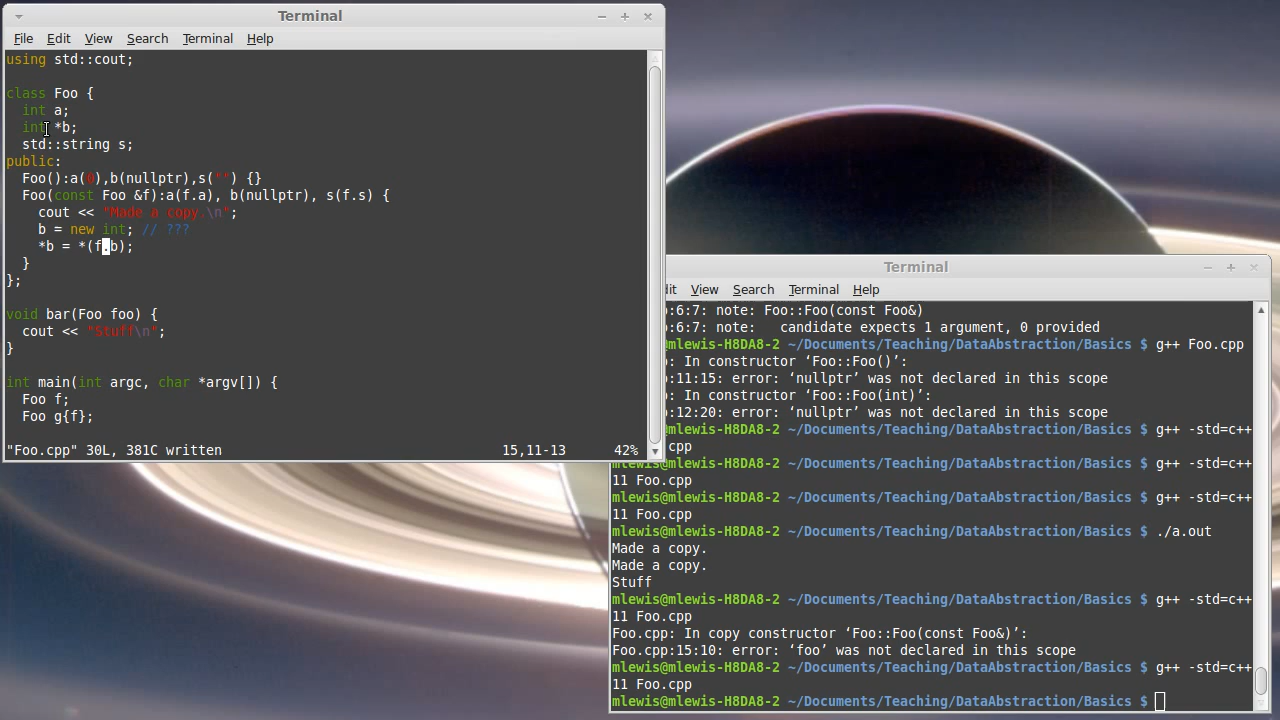 Terminal
File Edit View Search Terminal Help
using std::cout;
class Foo {
int a;
int *b;
std::string s;
public:
Foo():a(0),b(nullptr),s("") {}
Foo(const Foo &f):a(f.a), b(nullptr), s(f.s) {
cout << "Made a copy.\n";
b = new int; // ???
*b = *(f.b);
}
};
void bar(Foo foo) {
cout << "Stuff\n";
}
int main(int argc, char *argv[]) {
Foo f;
Foo g{f};
"Foo.cpp" 30L, 381C written 15,11-13 42%
Terminal
dit View Search Terminal Help
:6:7: note: Foo::Foo(const Foo&)
:6:7: note:   candidate expects 1 argument, 0 provided
@mlewis-H8DA8-2 ~/Documents/Teaching/DataAbstraction/Basics $ g++ Foo.cpp
: In constructor ‘Foo::Foo()’:
:11:15: error: ‘nullptr’ was not declared in this scope
: In constructor ‘Foo::Foo(int)’:
:12:20: error: ‘nullptr’ was not declared in this scope
@mlewis-H8DA8-2 ~/Documents/Teaching/DataAbstraction/Basics $ g++ -std=c++
cpp
mlewis@mlewis-H8DA8-2 ~/Documents/Teaching/DataAbstraction/Basics $ g++ -std=c++
11 Foo.cpp
mlewis@mlewis-H8DA8-2 ~/Documents/Teaching/DataAbstraction/Basics $ g++ -std=c++
11 Foo.cpp
mlewis@mlewis-H8DA8-2 ~/Documents/Teaching/DataAbstraction/Basics $ ./a.out
Made a copy.
Made a copy.
Stuff
mlewis@mlewis-H8DA8-2 ~/Documents/Teaching/DataAbstraction/Basics $ g++ -std=c++
11 Foo.cpp
Foo.cpp: In copy constructor ‘Foo::Foo(const Foo&)’:
Foo.cpp:15:10: error: ‘foo’ was not declared in this scope
mlewis@mlewis-H8DA8-2 ~/Documents/Teaching/DataAbstraction/Basics $ g++ -std=c++
11 Foo.cpp
mlewis@mlewis-H8DA8-2 ~/Documents/Teaching/DataAbstraction/Basics $